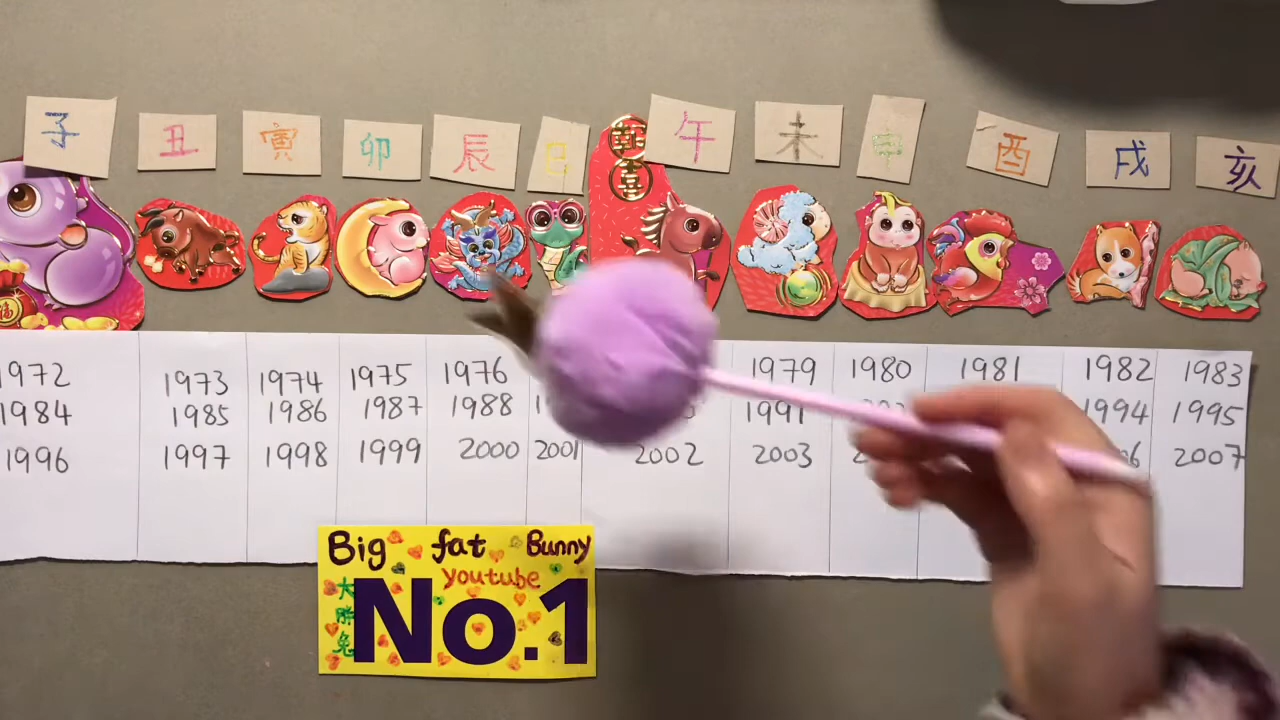 子 丑 寅 卯 辰 巳 午 未 申 酉 戌 亥
福
1972 1973 1974 1975 1976 1979 1980 1981 1982 1983
1984 1985 1986 1987 1988 1991 1994 1995
1996 1997 1998 1999 2000 2001 2002 2003 2007
Big fat Bunny
youtube
大胖兔
No.1